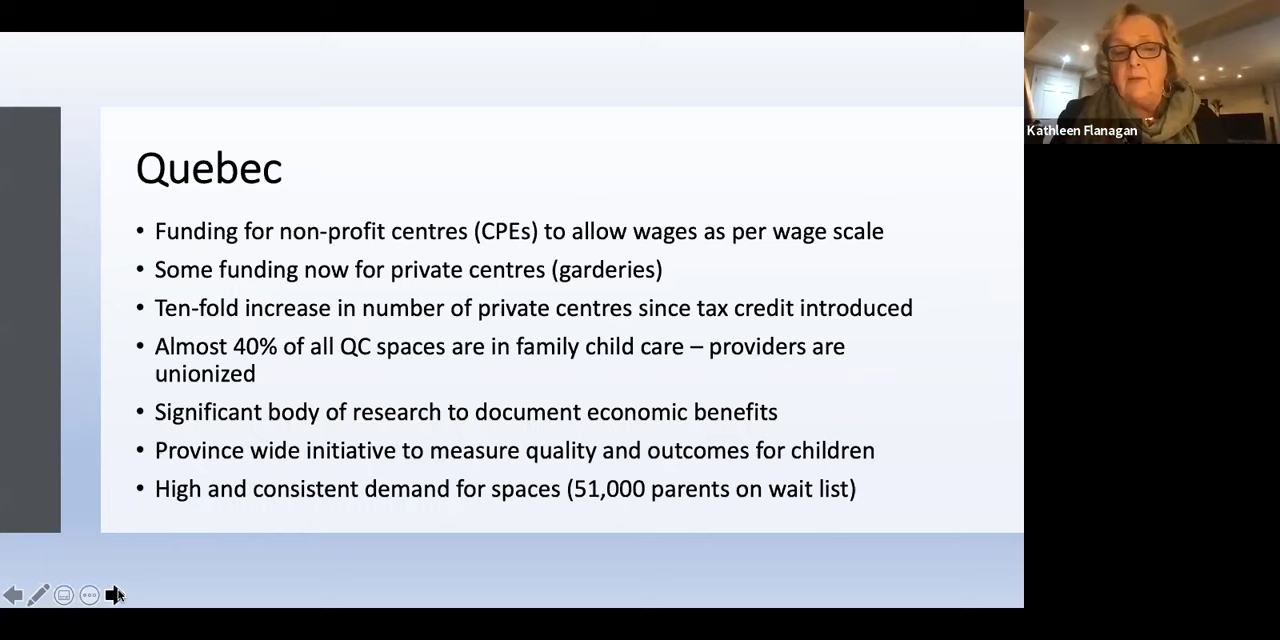 Quebec
• Funding for non-profit centres (CPEs) to allow wages as per wage scale
• Some funding now for private centres (garderies)
• Ten-fold increase in number of private centres since tax credit introduced
• Almost 40% of all QC spaces are in family child care – providers are
unionized
• Significant body of research to document economic benefits
• Province wide initiative to measure quality and outcomes for children
• High and consistent demand for spaces (51,000 parents on wait list)
Kathleen Flanagan